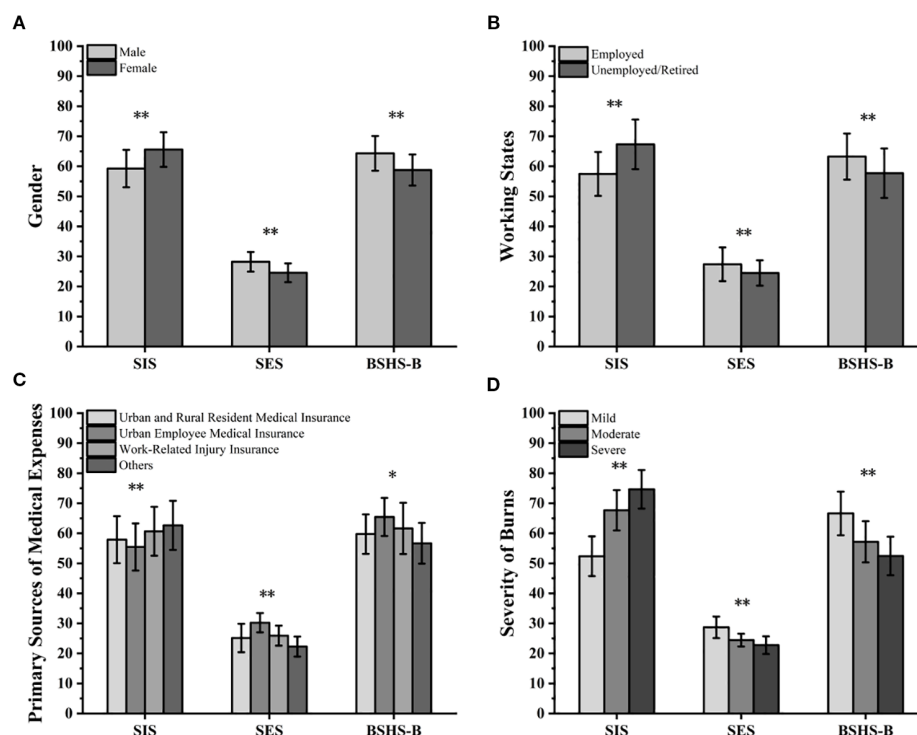 A
Gender
100
90
80
70
60
50
40
30
20
10
0
Male
Female
**
**
**
SIS
SES
BSHS-B
B
Working States
100
90
80
70
60
50
40
30
20
10
0
Employed
Unemployed/Retired
**
**
**
SIS
SES
BSHS-B
C
Primary Sources of Medical Expenses
100
90
80
70
60
50
40
30
20
10
0
Urban and Rural Resident Medical Insurance
Urban Employee Medical Insurance
Work-Related Injury Insurance
Others
**
**
*
SIS
SES
BSHS-B
D
Severity of Burns
100
90
80
70
60
50
40
30
20
10
0
Mild
Moderate
Severe
**
**
**
SIS
SES
BSHS-B